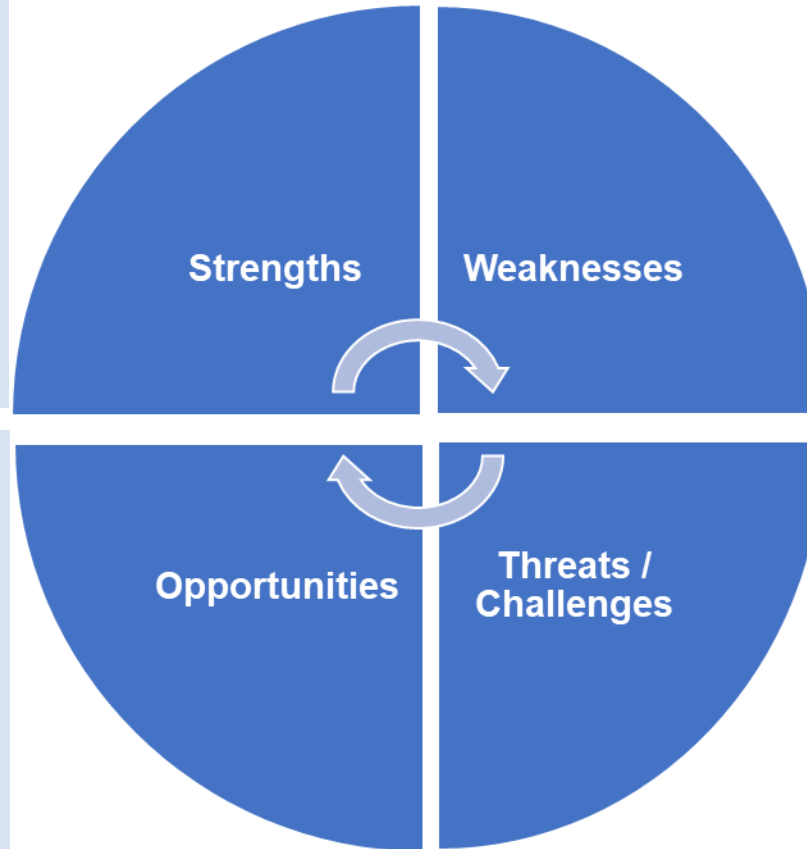 Strengths
Weaknesses
Opportunities
Threats /
Challenges